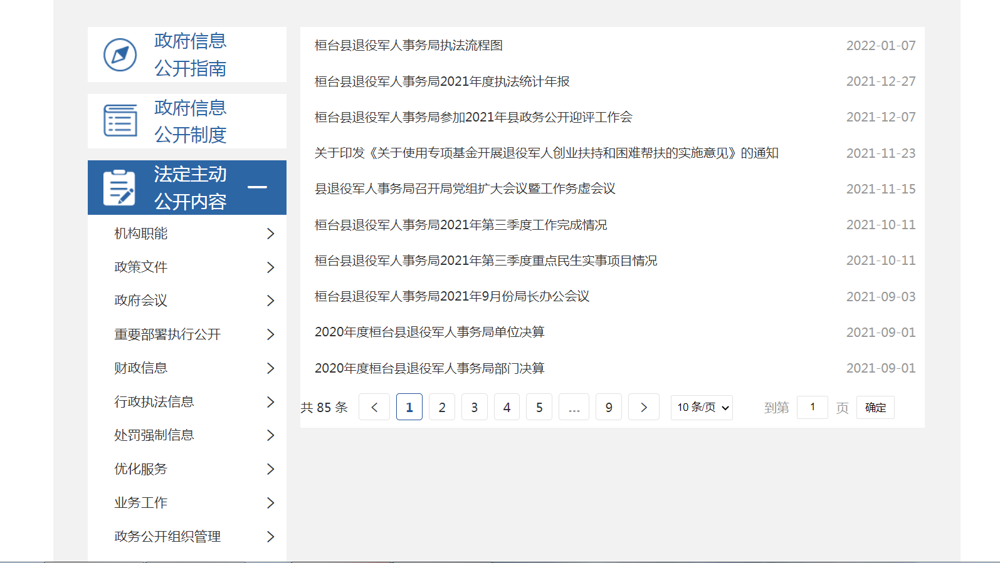 政府信息
公开指南
政府信息
公开制度
法定主动
公开内容
机构职能
政策文件
政府会议
重要部署执行公开
财政信息
行政执法信息
处罚强制信息
优化服务
业务工作
政务公开组织管理
桓台县退役军人事务局执法流程图 2022-01-07
桓台县退役军人事务局2021年度执法统计年报 2021-12-27
桓台县退役军人事务局参加2021年县政务公开迎评工作会 2021-12-07
关于印发《关于使用专项基金开展退役军人创业扶持和困难帮扶的实施意见》的通知 2021-11-23
县退役军人事务局召开局党组扩大会议暨工作务虚会议 2021-11-15
桓台县退役军人事务局2021年第三季度工作完成情况 2021-10-11
桓台县退役军人事务局2021年第三季度重点民生实事项目情况 2021-10-11
桓台县退役军人事务局2021年9月份局长办公会议 2021-09-03
2020年度桓台县退役军人事务局单位决算 2021-09-01
2020年度桓台县退役军人事务局部门决算 2021-09-01
共 85 条 1 2 3 4 5 ... 9 10 条/页 到第 1 页 确定